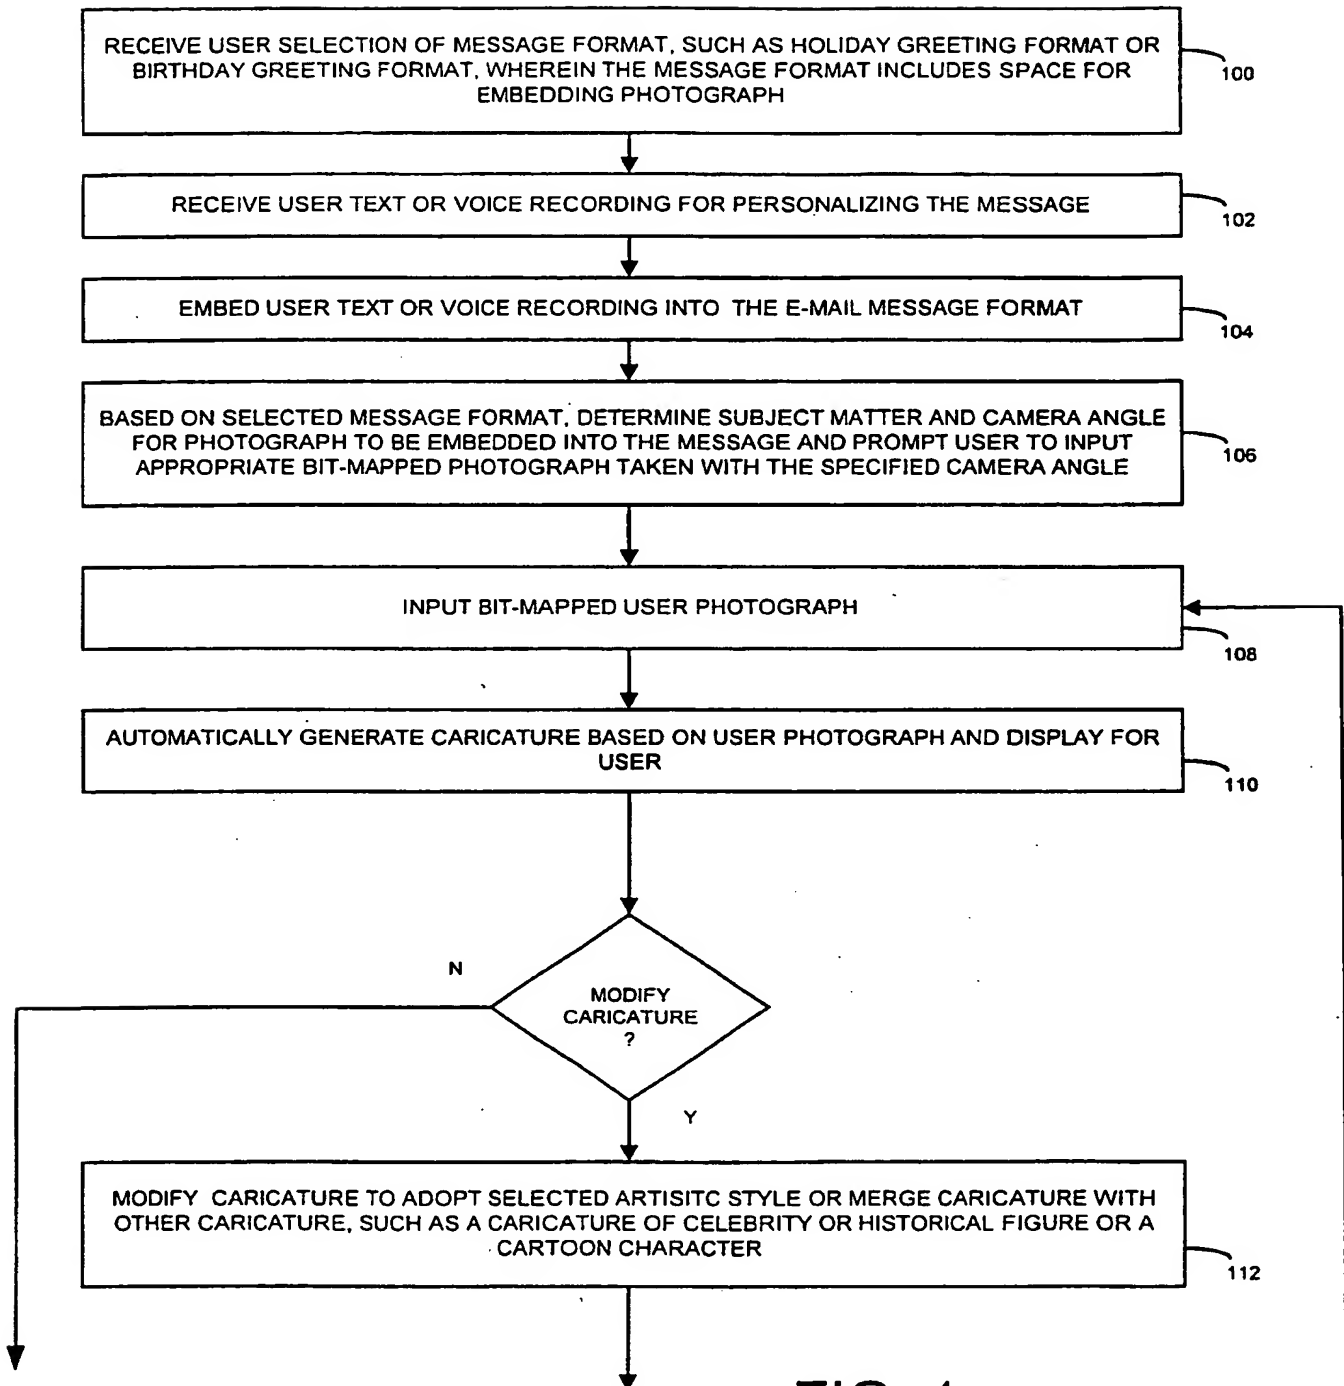 RECEIVE USER SELECTION OF MESSAGE FORMAT, SUCH AS HOLIDAY GREETING FORMAT OR
BIRTHDAY GREETING FORMAT, WHEREIN THE MESSAGE FORMAT INCLUDES SPACE FOR
EMBEDDING PHOTOGRAPH
100
RECEIVE USER TEXT OR VOICE RECORDING FOR PERSONALIZING THE MESSAGE
102
EMBED USER TEXT OR VOICE RECORDING INTO THE E-MAIL MESSAGE FORMAT
104
BASED ON SELECTED MESSAGE FORMAT, DETERMINE SUBJECT MATTER AND CAMERA ANGLE
FOR PHOTOGRAPH TO BE EMBEDDED INTO THE MESSAGE AND PROMPT USER TO INPUT
APPROPRIATE BIT-MAPPED PHOTOGRAPH TAKEN WITH THE SPECIFIED CAMERA ANGLE
106
INPUT BIT-MAPPED USER PHOTOGRAPH
108
AUTOMATICALLY GENERATE CARICATURE BASED ON USER PHOTOGRAPH AND DISPLAY FOR
USER
110
N
MODIFY
CARICATURE
?
Y
MODIFY CARICATURE TO ADOPT SELECTED ARTISITC STYLE OR MERGE CARICATURE WITH
OTHER CARICATURE, SUCH AS A CARICATURE OF CELEBRITY OR HISTORICAL FIGURE OR A
CARTOON CHARACTER
112